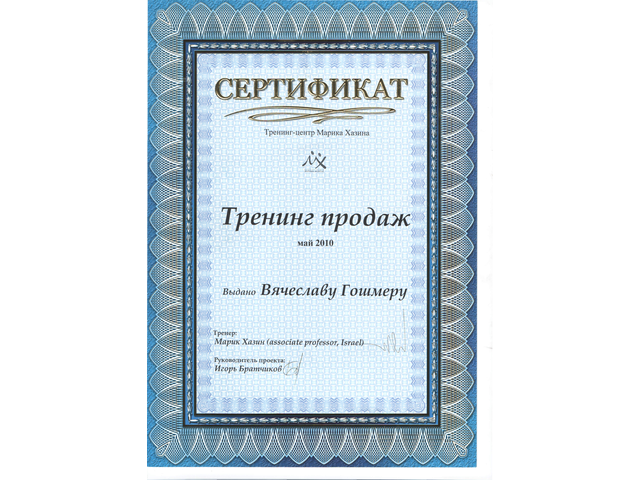 СЕРТИФИКАТ
Тренинг-центр Марика Хазина
Тренинг продаж
май 2010
Выдано Вячеславу Гошмеру
Тренер:
Марик Хазин (associate professor, Israel)
Руководитель проекта:
Игорь Братчиков